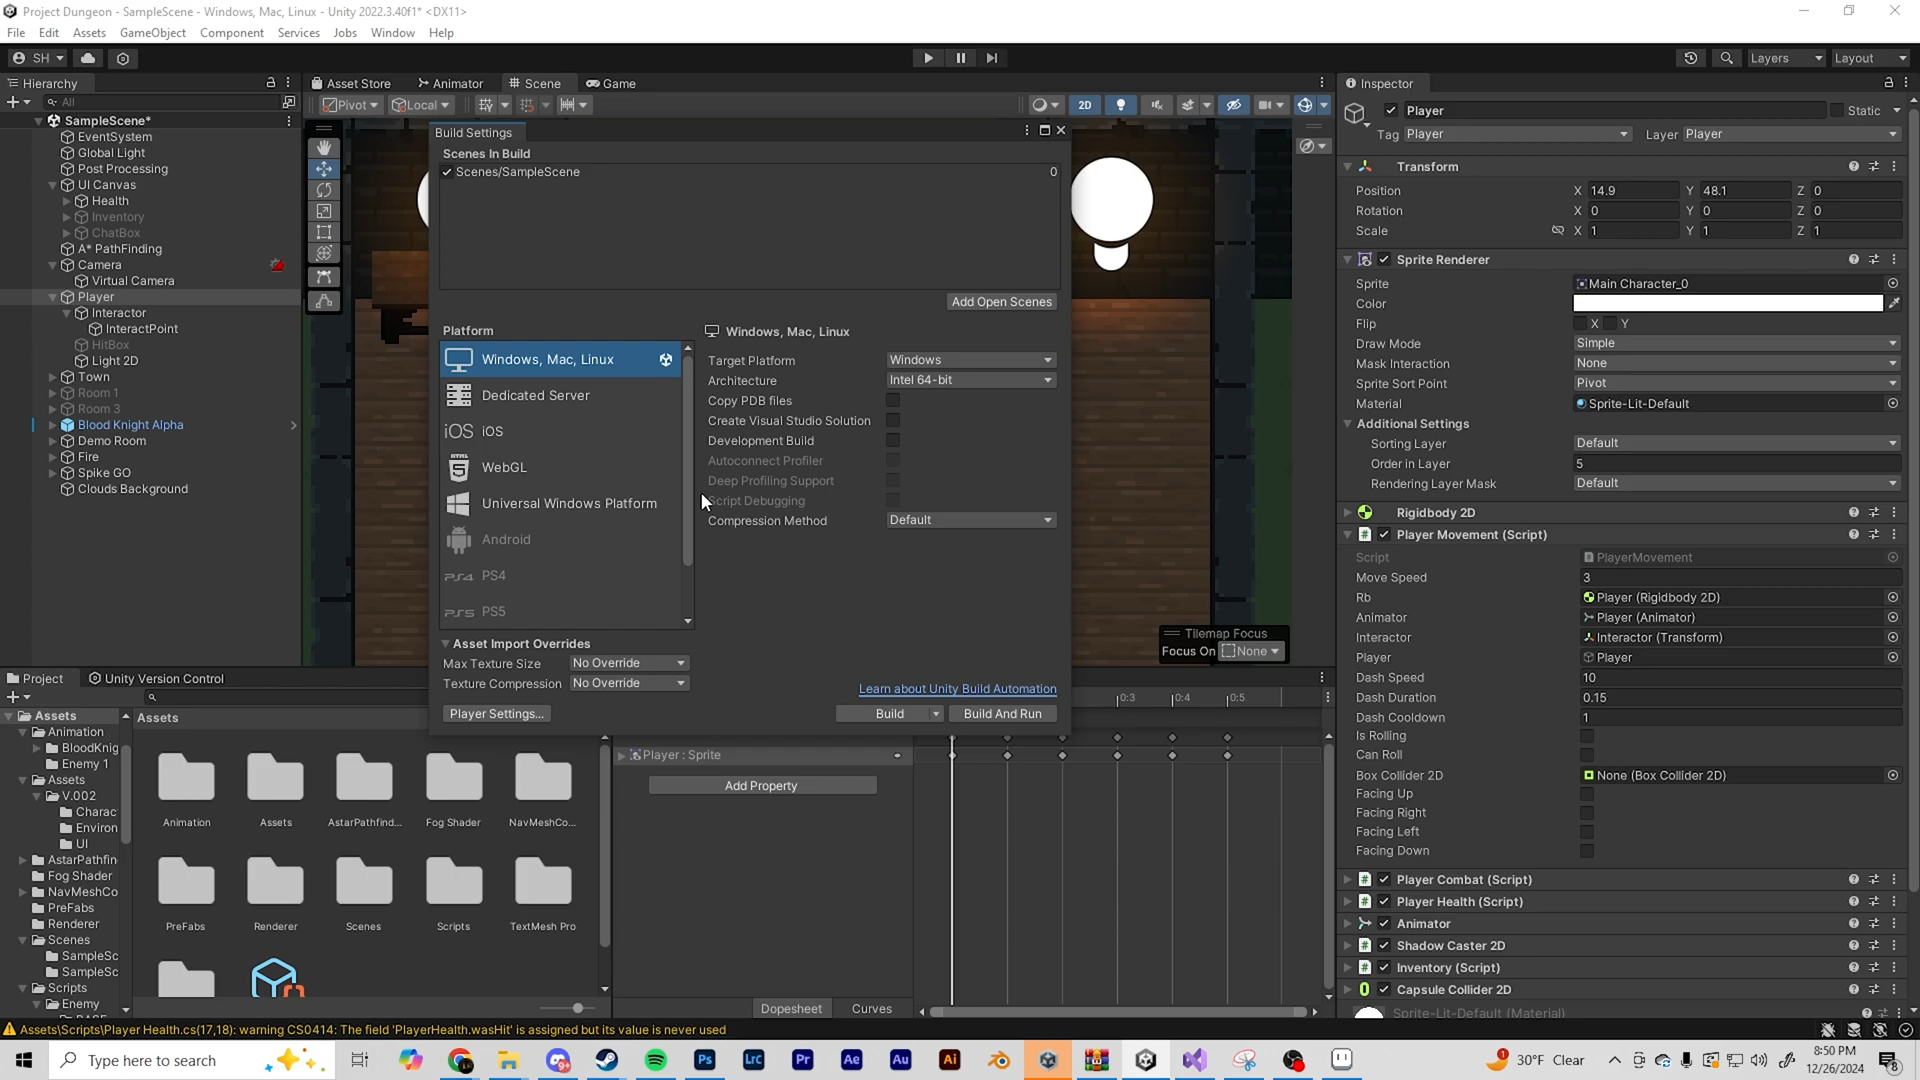 Project Dungeon - SampleScene - Windows, Mac, Linux - Unity 2022.3.40f1* <DX11>
File Edit Assets GameObject Component Services Jobs Window Help
SH Layers Layout
Hierarchy
All
SampleScene*
EventSystem
Global Light
Post Processing
UI Canvas
Health
Inventory
ChatBox
A* PathFinding
Camera
Virtual Camera
Player
Interactor
InteractPoint
HitBox
Light 2D
Town
Room 1
Room 3
Blood Knight Alpha
Demo Room
Fire
Spike GO
Clouds Background
Asset Store Animator Scene Game
Pivot Local 2D
Build Settings
Scenes In Build
Scenes/SampleScene 0
Add Open Scenes
Platform
Windows, Mac, Linux
Dedicated Server
iOS iOS
WebGL
Universal Windows Platform
Android
PS4 PS4
PS5 PS5
Windows, Mac, Linux
Target Platform Windows
Architecture Intel 64-bit
Copy PDB files
Create Visual Studio Solution
Development Build
Autoconnect Profiler
Deep Profiling Support
Script Debugging
Compression Method Default
Asset Import Overrides
Max Texture Size No Override
Texture Compression No Override
Learn about Unity Build Automation
Player Settings... Build Build And Run
Tilemap Focus
Focus On None
Inspector
Player Static
Tag Player Layer Player
Transform
Position X 14.9 Y 48.1 Z 0
Rotation X 0 Y 0 Z 0
Scale X 1 Y 1 Z 1
Sprite Renderer
Sprite Main Character_0
Color
Flip X Y
Draw Mode Simple
Mask Interaction None
Sprite Sort Point Pivot
Material Sprite-Lit-Default
Additional Settings
Sorting Layer Default
Order in Layer 5
Rendering Layer Mask Default
Rigidbody 2D
Player Movement (Script)
Script PlayerMovement
Move Speed 3
Rb Player (Rigidbody 2D)
Animator Player (Animator)
Interactor Interactor (Transform)
Player Player
Dash Speed 10
Dash Duration 0.15
Dash Cooldown 1
Is Rolling
Can Roll
Box Collider 2D None (Box Collider 2D)
Facing Up
Facing Right
Facing Left
Facing Down
Player Combat (Script)
Player Health (Script)
Animator
Shadow Caster 2D
Inventory (Script)
Capsule Collider 2D
Sprite-Lit-Default (Material)
Project Unity Version Control
Assets
Animation
BloodKnig
Enemy 1
Assets
V.002
Charac
Environ
UI
AstarPathfin
Fog Shader
NavMeshCo
PreFabs
Renderer
Scenes
SampleSc
SampleSc
Scripts
Enemy
Assets
Animation Assets AstarPathfind... Fog Shader NavMeshCo...
PreFabs Renderer Scenes Scripts TextMesh Pro
0:3 0:4 0:5
Player : Sprite
Add Property
Dopesheet Curves
Assets\Scripts\Player Health.cs(17,18): warning CS0414: The field 'PlayerHealth.wasHit' is assigned but its value is never used
Type here to search
Ps Lrc Pr Ae Au Ai
1 30°F Clear
8:50 PM
12/26/2024
8